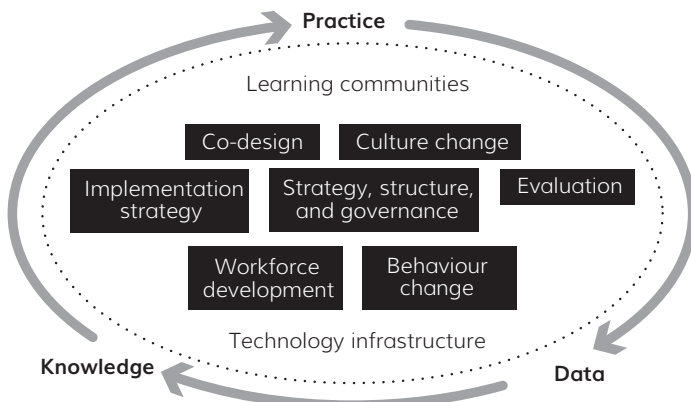 Practice
Learning communities
Co-design
Culture change
Implementation
strategy
Strategy, structure,
and governance
Evaluation
Workforce
development
Behaviour
change
Technology infrastructure
Knowledge
Data